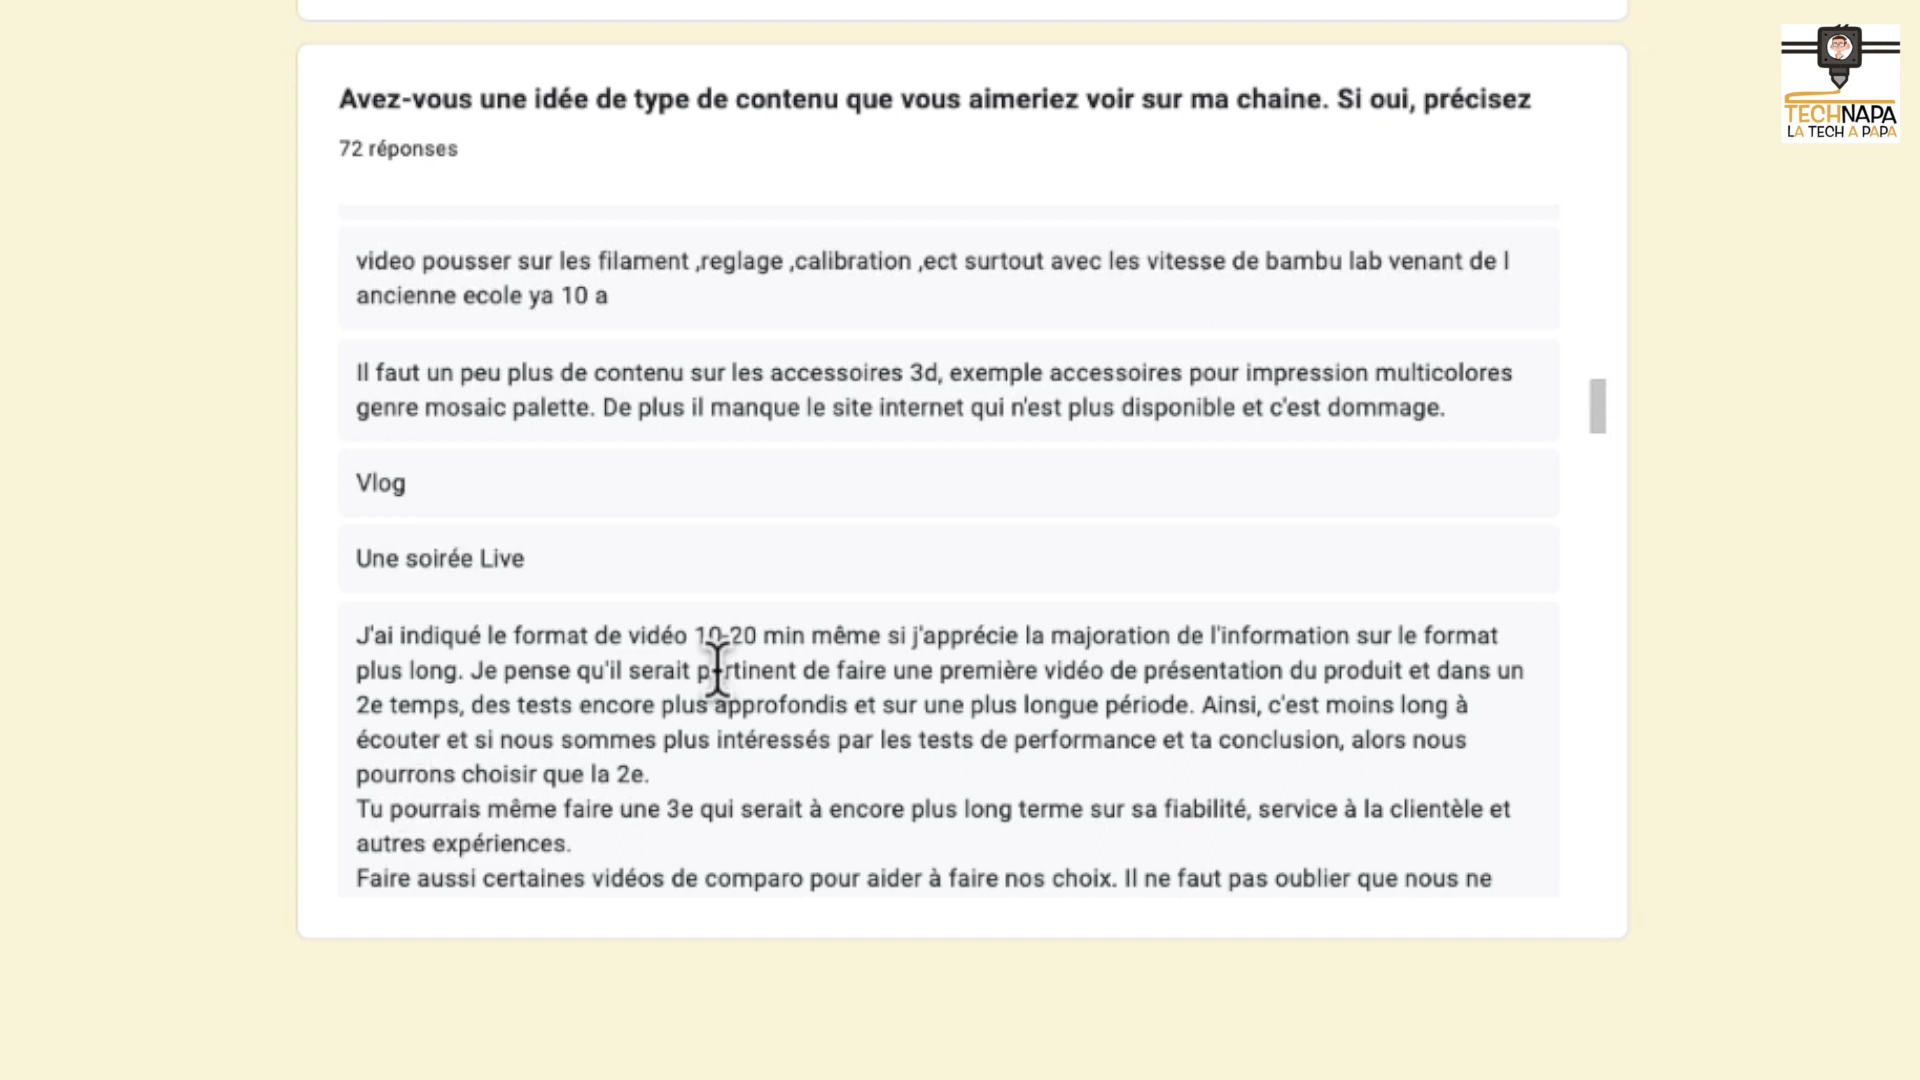 Avez-vous une idée de type de contenu que vous aimeriez voir sur ma chaine. Si oui, précisez
72 réponses
video pousser sur les filament ,reglage ,calibration ,ect surtout avec les vitesse de bambu lab venant de l
ancienne ecole ya 10 a
Il faut un peu plus de contenu sur les accessoires 3d, exemple accessoires pour impression multicolores
genre mosaic palette. De plus il manque le site internet qui n'est plus disponible et c'est dommage.
Vlog
Une soirée Live
J'ai indiqué le format de vidéo 10-20 min même si j'apprécie la majoration de l'information sur le format
plus long. Je pense qu'il serait pertinent de faire une première vidéo de présentation du produit et dans un
2e temps, des tests encore plus approfondis et sur une plus longue période. Ainsi, c'est moins long à
écouter et si nous sommes plus intéressés par les tests de performance et ta conclusion, alors nous
pourrons choisir que la 2e.
Tu pourrais même faire une 3e qui serait à encore plus long terme sur sa fiabilité, service à la clientèle et
autres expériences.
Faire aussi certaines vidéos de comparo pour aider à faire nos choix. Il ne faut pas oublier que nous ne
TECHNAPA
LA TECH A PAPA